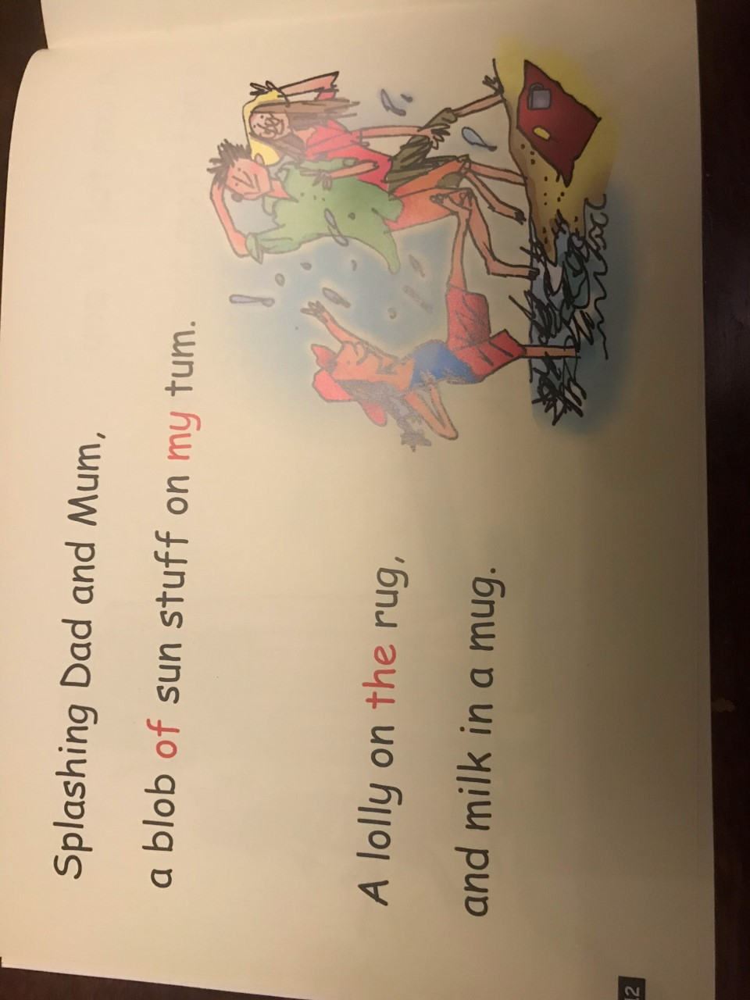 Splashing Dad and Mum,
a blob of sun stuff on my tum.
A lolly on the rug,
and milk in a mug.
12